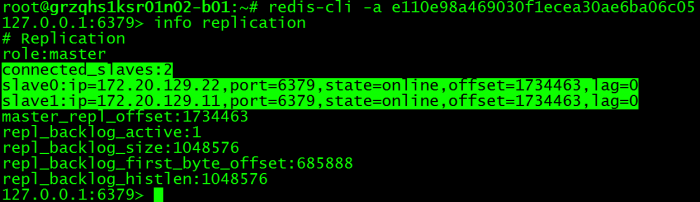 root@grzqhs1ksr01n02-b01:~# redis-cli -a e110e98a469030f1ecea30ae6ba06c05
127.0.0.1:6379> info replication
# Replication
role:master
connected_slaves:2
slave0:ip=172.20.129.22,port=6379,state=online,offset=1734463,lag=0
slave1:ip=172.20.129.11,port=6379,state=online,offset=1734463,lag=0
master_repl_offset:1734463
repl_backlog_active:1
repl_backlog_size:1048576
repl_backlog_first_byte_offset:685888
repl_backlog_histlen:1048576
127.0.0.1:6379>